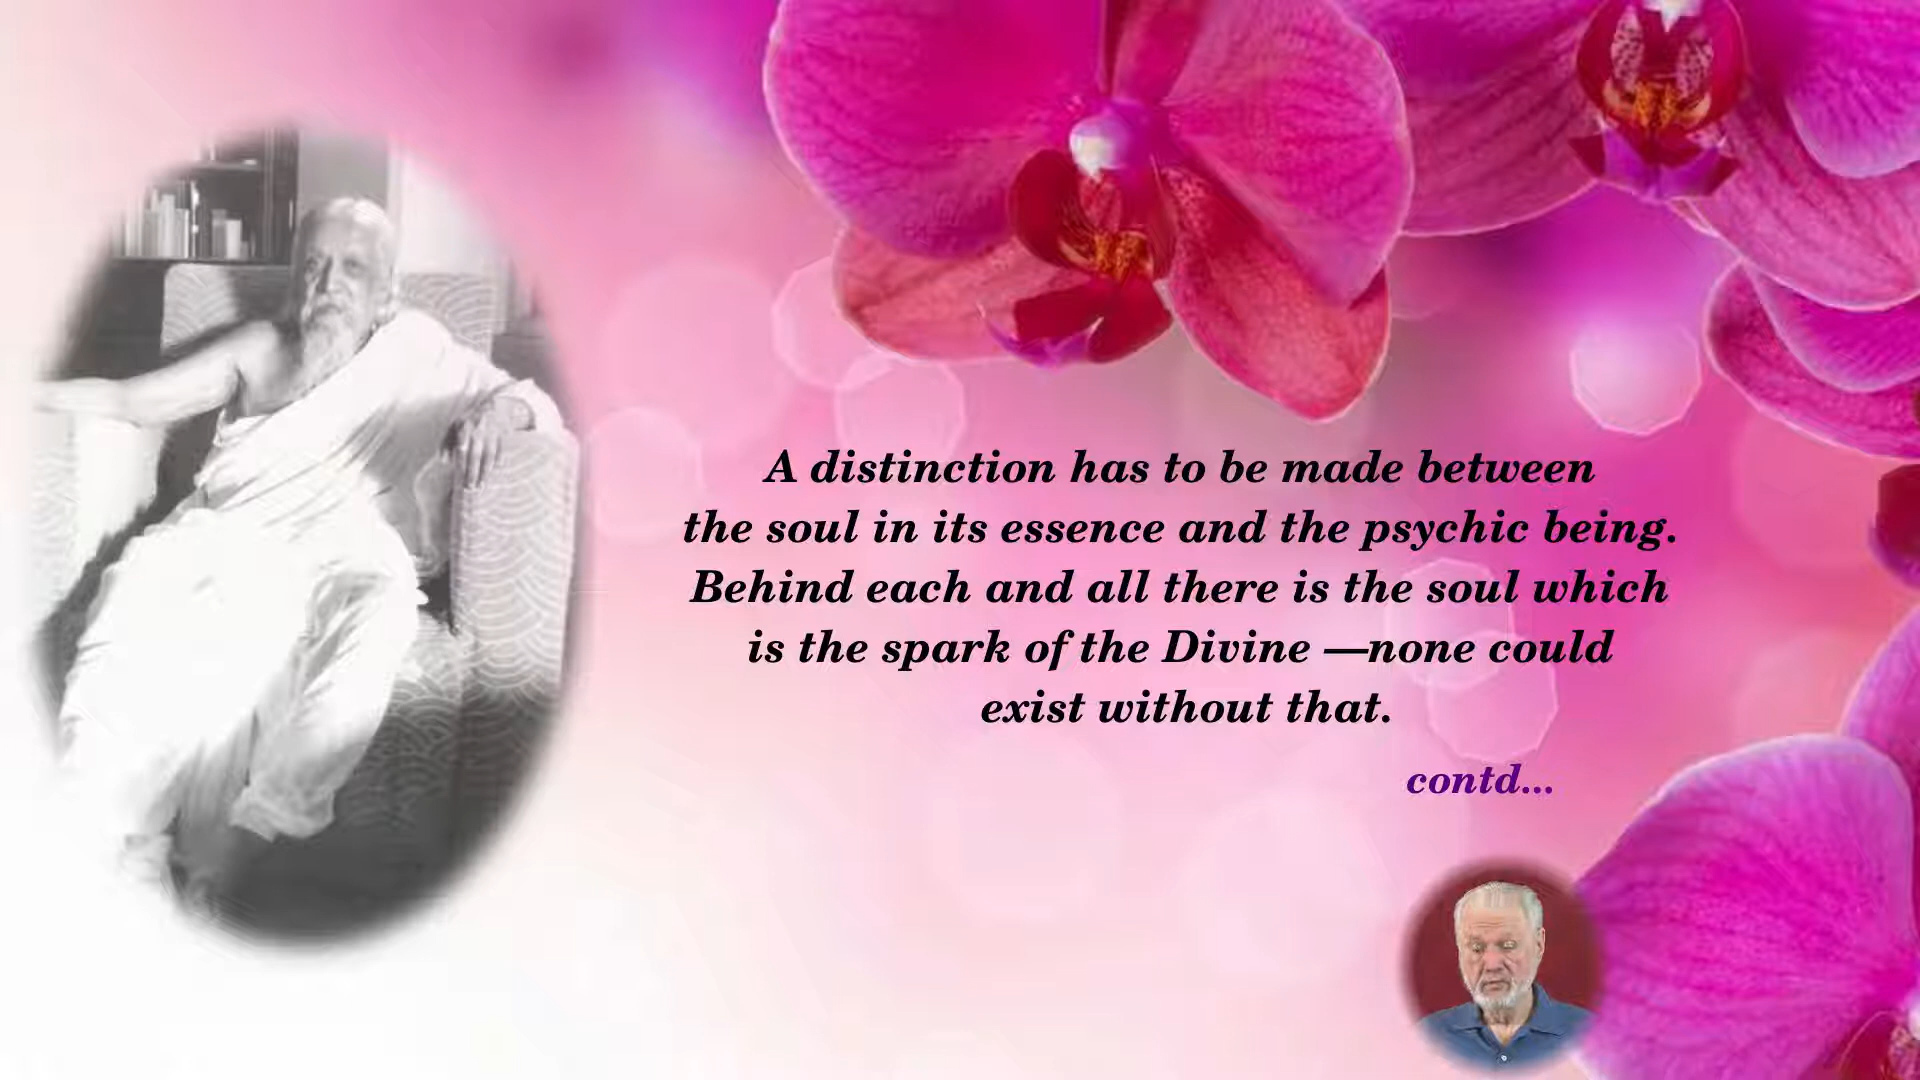 A distinction has to be made between
the soul in its essence and the psychic being.
Behind each and all there is the soul which
is the spark of the Divine —none could
exist without that.
contd...